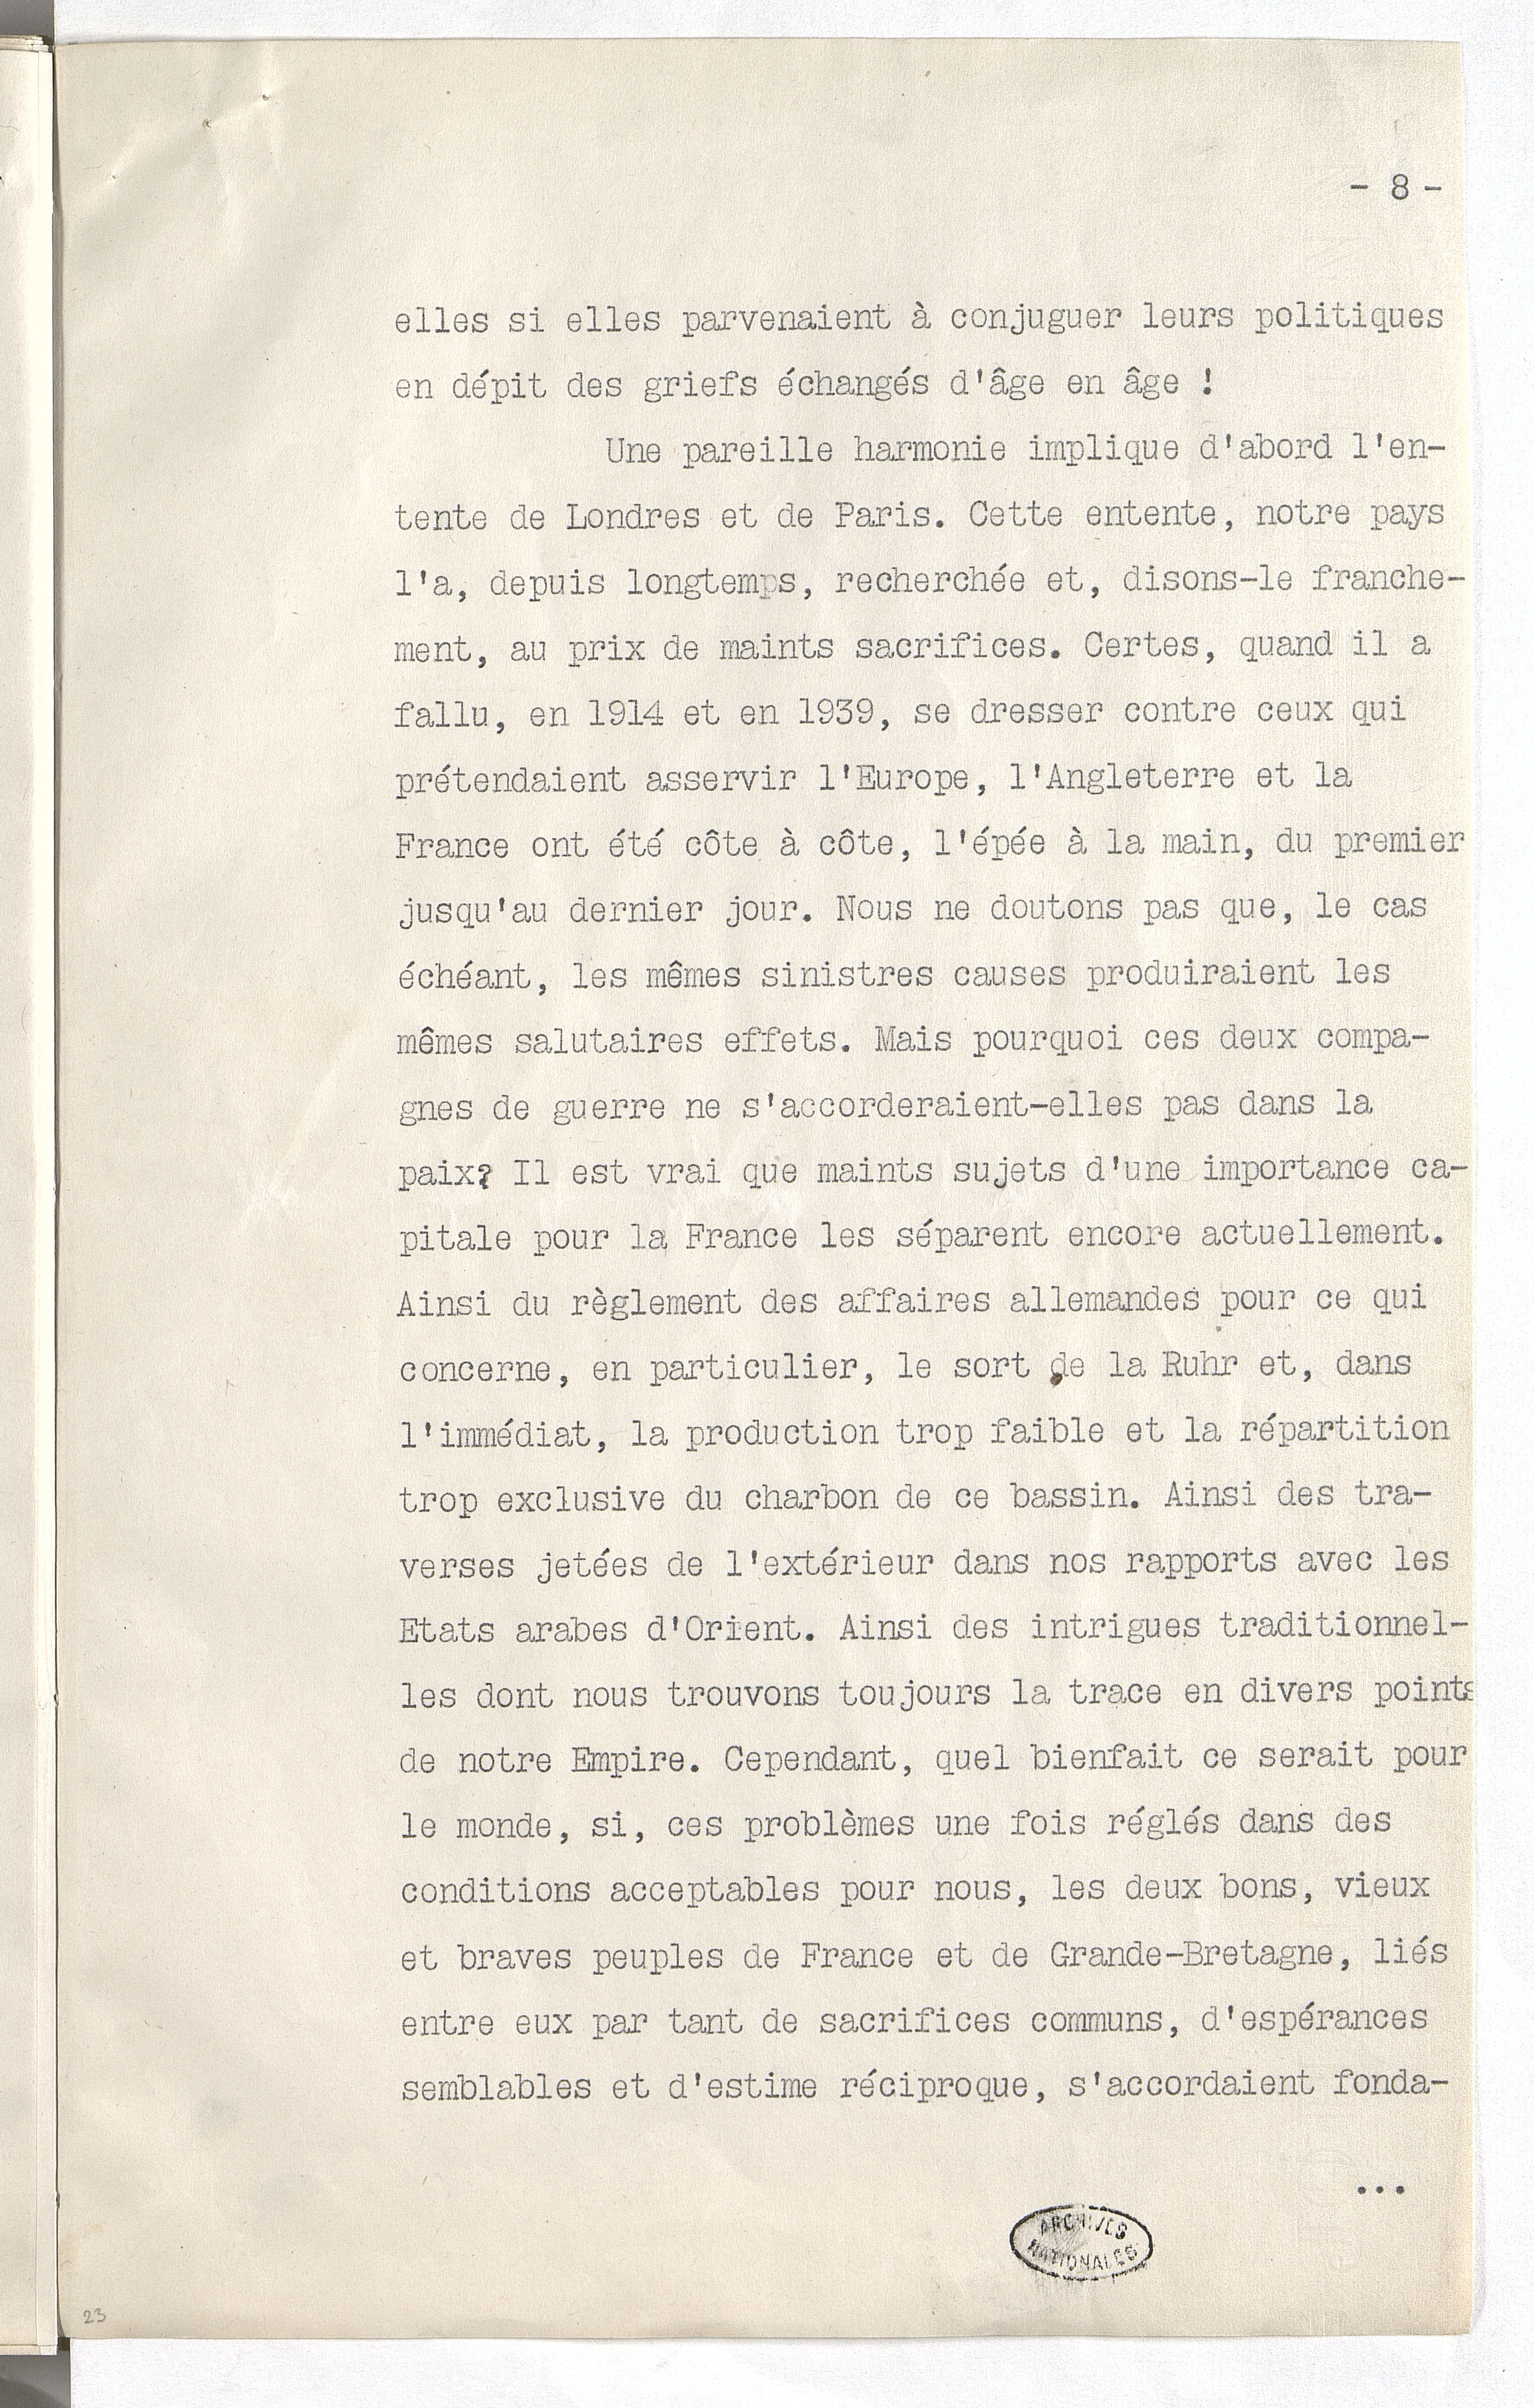 - 8 -
elles si elles parvenaient à conjuguer leurs politiques
en dépit des griefs échangés d'âge en âge !
Une pareille harmonie implique d'abord l'en-
tente de Londres et de Paris. Cette entente, notre pays
l'a, depuis longtemps, recherchée et, disons-le franche-
ment, au prix de maints sacrifices. Certes, quand il a
fallu, en 1914 et en 1939, se dresser contre ceux qui
prétendaient asservir l'Europe, l'Angleterre et la
France ont été côte à côte, l'épée à la main, du premier
jusqu'au dernier jour. Nous ne doutons pas que, le cas
échéant, les mêmes sinistres causes produiraient les
mêmes salutaires effets. Mais pourquoi ces deux compa-
gnes de guerre ne s'accorderaient-elles pas dans la
paix? Il est vrai que maints sujets d'une importance ca-
pitale pour la France les séparent encore actuellement.
Ainsi du règlement des affaires allemandes pour ce qui
concerne, en particulier, le sort de la Ruhr et, dans
l'immédiat, la production trop faible et la répartition
trop exclusive du charbon de ce bassin. Ainsi des tra-
verses jetées de l'extérieur dans nos rapports avec les
Etats arabes d'Orient. Ainsi des intrigues traditionnel-
les dont nous trouvons toujours la trace en divers points
de notre Empire. Cependant, quel bienfait ce serait pour
le monde, si, ces problèmes une fois réglés dans des
conditions acceptables pour nous, les deux bons, vieux
et braves peuples de France et de Grande-Bretagne, liés
entre eux par tant de sacrifices communs, d'espérances
semblables et d'estime réciproque, s'accordaient fonda-
...
ARCHIVES
NATIONALES
23